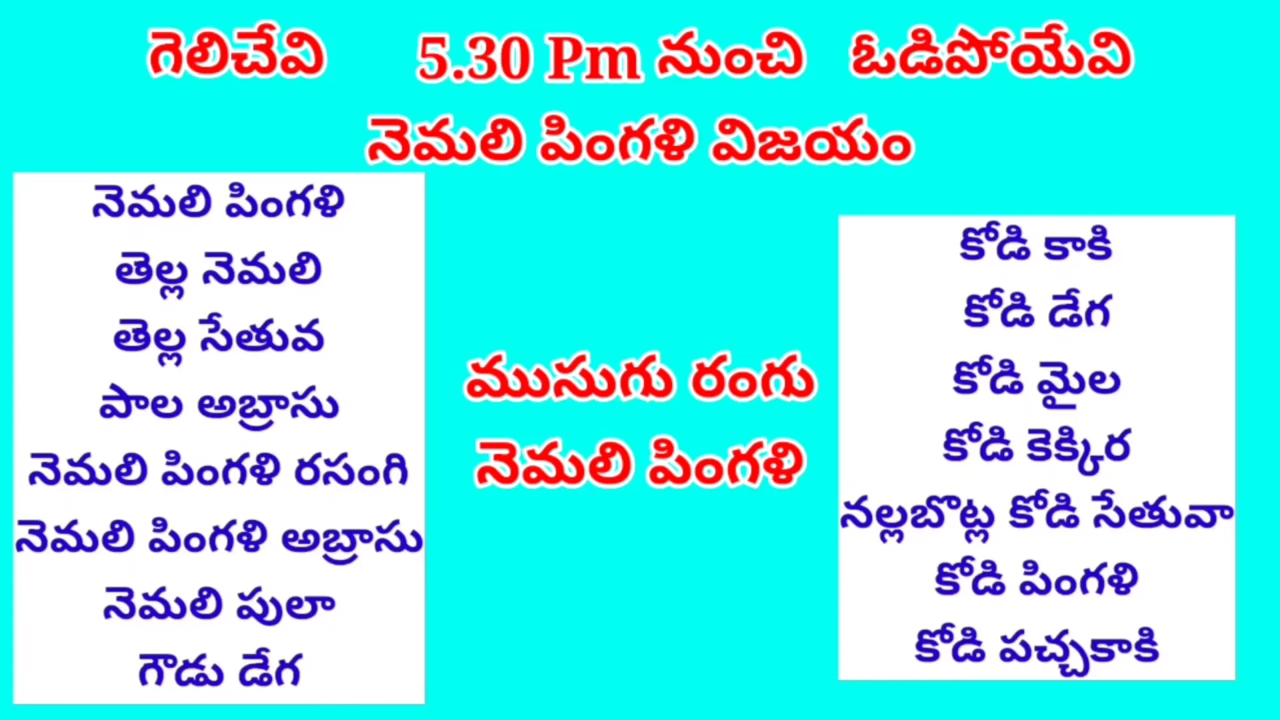 గెలిచేవి 5.30 Pm నుంచి ఓడిపోయేవి
నెమలి పింగళి విజయం
నెమలి పింగళి
తెల్ల నెమలి
తెల్ల సేతువ
పాల అబ్రాసు
నెమలి పింగళి రసంగి
నెమలి పింగళి అబ్రాసు
నెమలి పులా
గౌడు డేగ
ముసుగు రంగు
నెమలి పింగళి
కోడి కాకి
కోడి డేగ
కోడి మైల
కోడి కెక్కిర
నల్లబొట్ల కోడి సేతువా
కోడి పింగళి
కోడి పచ్చకాకి